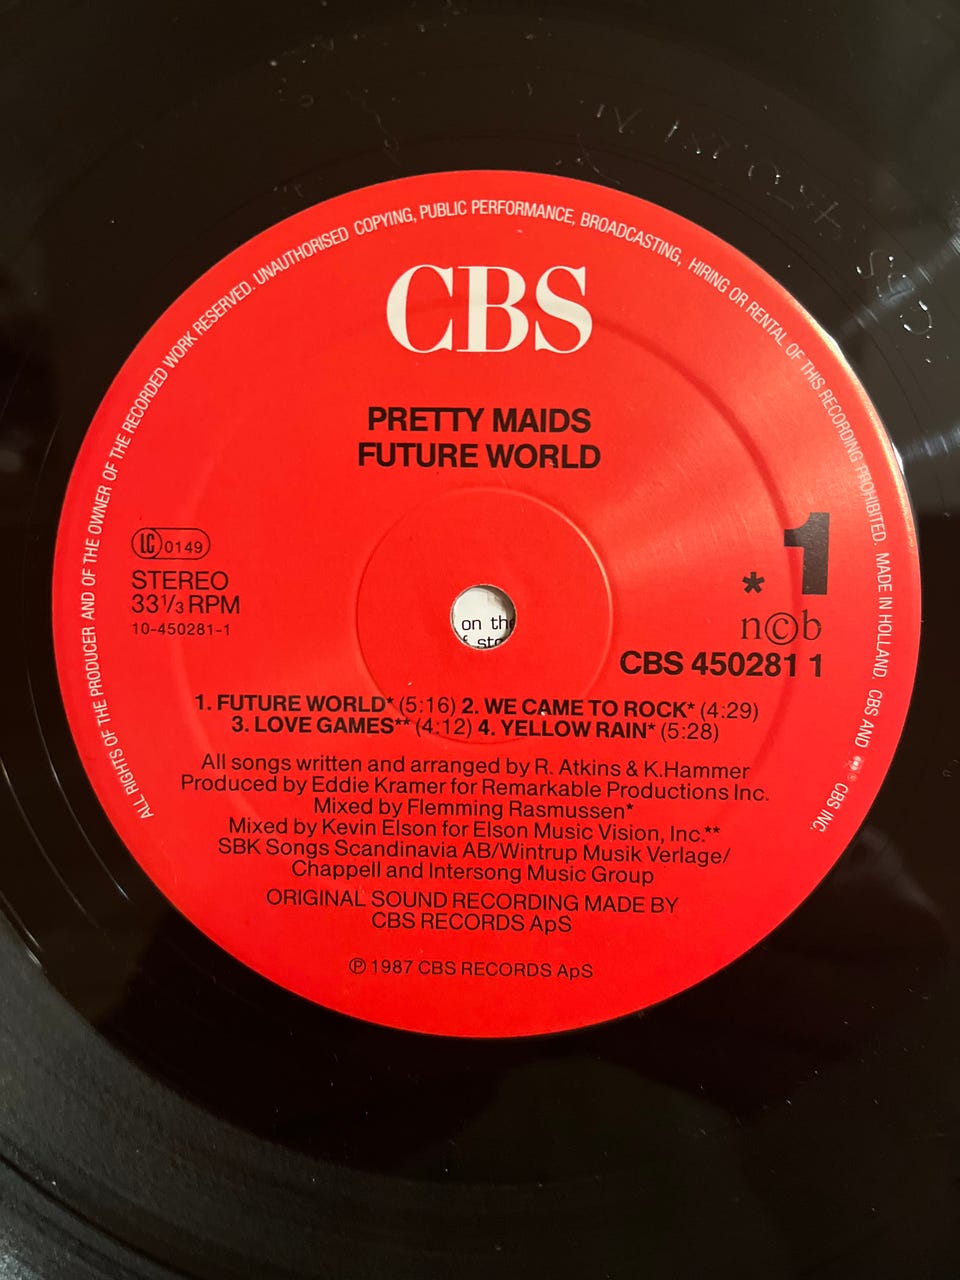 ALL RIGHTS OF THE PRODUCER AND OF THE OWNER OF THE RECORDED WORK RESERVED. UNAUTHORISED COPYING, PUBLIC PERFORMANCE, BROADCASTING, HIRING OR RENTAL OF THIS RECORDING PROHIBITED. MADE IN HOLLAND. CBS AND CBS INC.
CBS
PRETTY MAIDS
FUTURE WORLD
LC 0149
STEREO
33 1/3 RPM
10-450281-1
1
*
n©b
CBS 450281 1
on the
1. FUTURE WORLD* (5:16) 2. WE CAME TO ROCK* (4:29)
3. LOVE GAMES** (4:12) 4. YELLOW RAIN* (5:28)
All songs written and arranged by R. Atkins & K.Hammer
Produced by Eddie Kramer for Remarkable Productions Inc.
Mixed by Flemming Rasmussen*
Mixed by Kevin Elson for Elson Music Vision, Inc.**
SBK Songs Scandinavia AB/Wintrup Musik Verlage/
Chappell and Intersong Music Group
ORIGINAL SOUND RECORDING MADE BY
CBS RECORDS ApS
℗ 1987 CBS RECORDS ApS